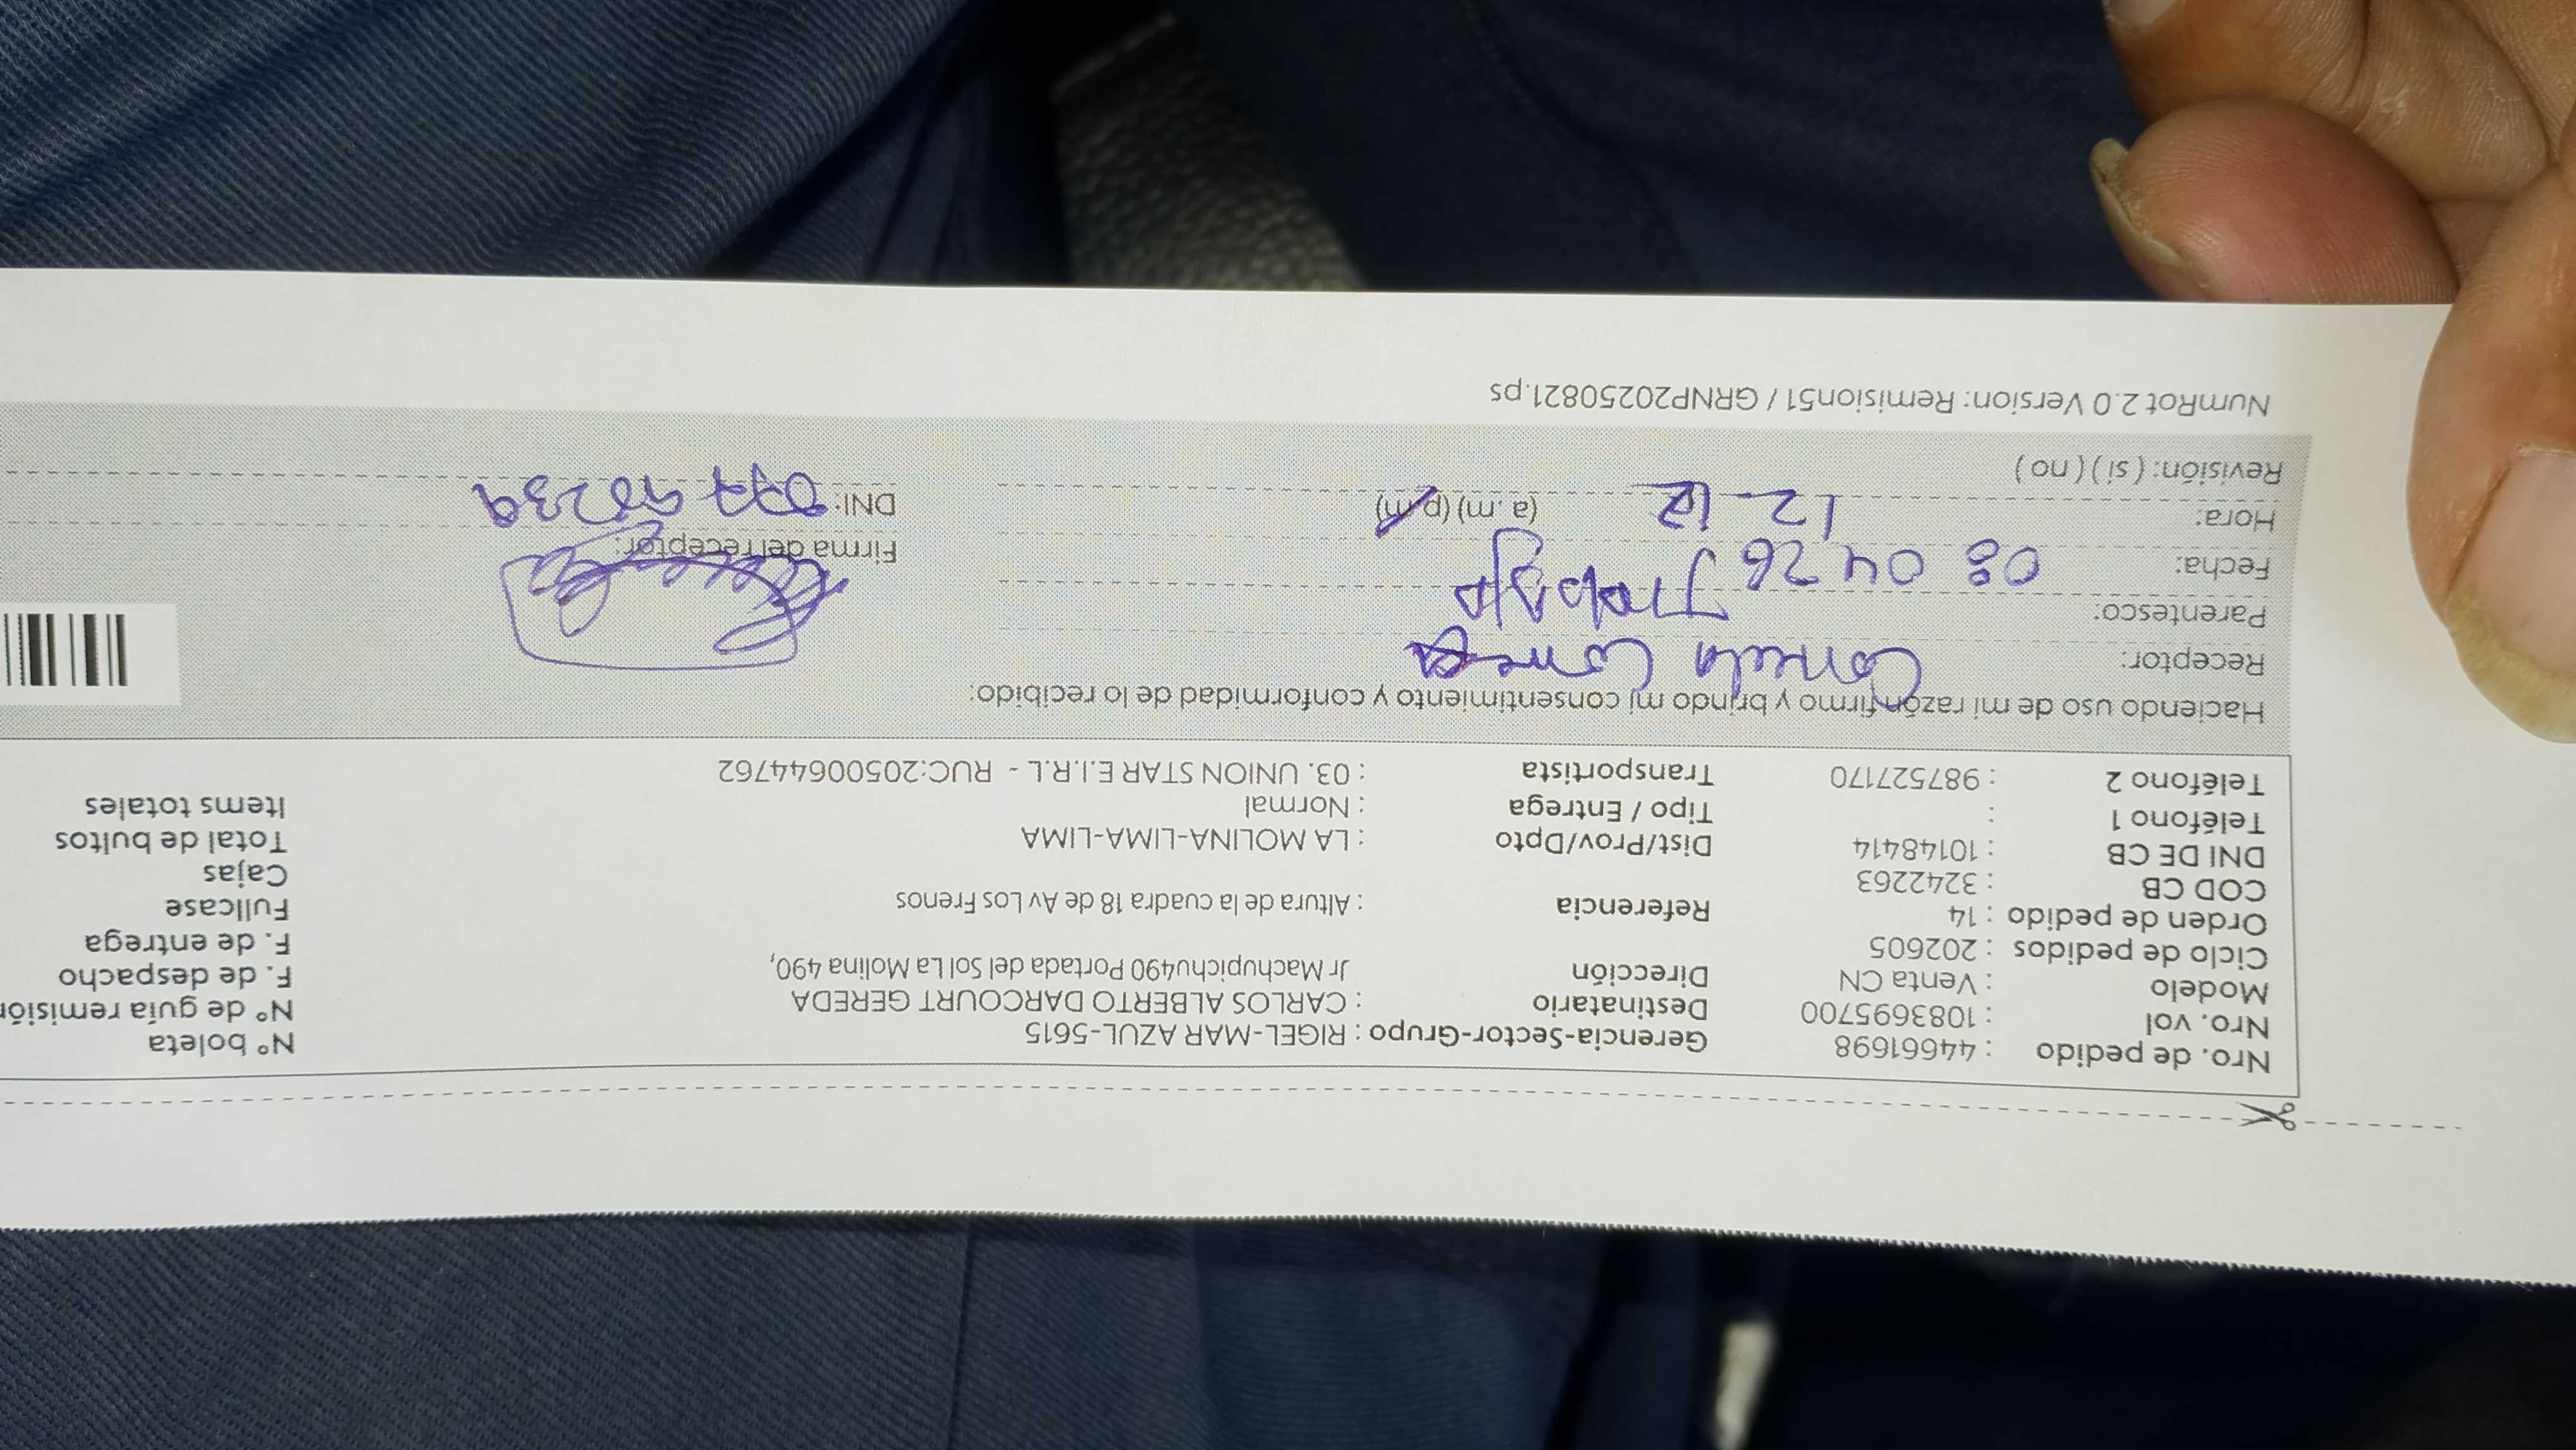 Nro. de pedido : 44661698 Gerencia-Sector-Grupo : RIGEL-MAR AZUL-5615 N° boleta
Nro. vol : 1083695700 Destinatario : CARLOS ALBERTO DARCOURT GEREDA N° de guía remisión
Modelo : Venta CN Dirección Jr Machupichu490 Portada del Sol La Molina 490, F. de despacho
Ciclo de pedidos : 202605 F. de entrega
Orden de pedido : 14 Referencia : Altura de la cuadra 18 de Av Los Frenos Fullcase
COD CB : 3242263 Cajas
DNI DE CB : 10148414 Dist/Prov/Dpto : LA MOLINA-LIMA-LIMA Total de bultos
Teléfono 1 : Tipo / Entrega : Normal Items totales
Teléfono 2 : 987527170 Transportista : 03. UNION STAR E.I.R.L - RUC:20500644762
Haciendo uso de mi razón firmo y brindo mi consentimiento y conformidad de lo recibido:
Receptor:
Parentesco: Trabajo
Fecha: 08 04 26 Firma del receptor:
Hora: 12 12 (a.m) (p.m) DNI: 07790239
Revisión: ( si ) ( no )
NumRot 2.0 Version: Remision51 / GRNP20250821.ps